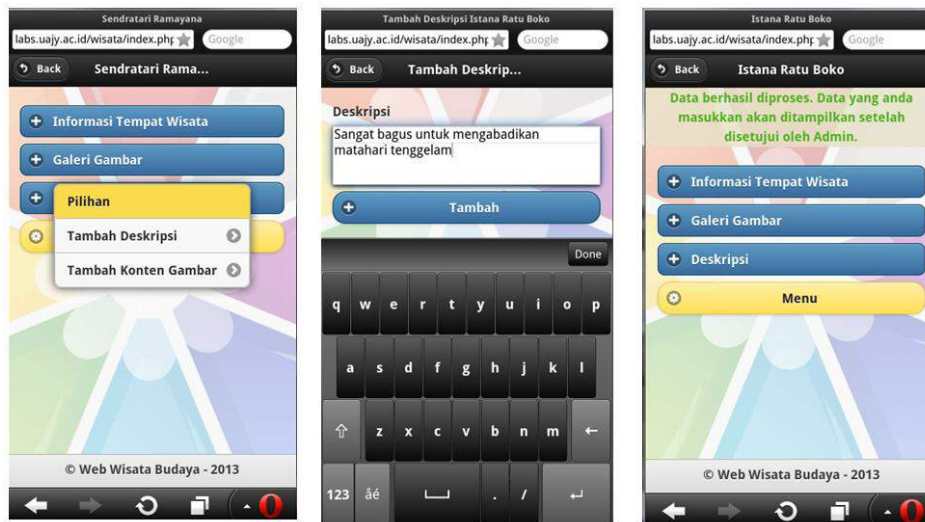 Sendratari Ramayana
labs.uajy.ac.id/wisata/index.php
Google
Back
Sendratari Rama...
Informasi Tempat Wisata
Galeri Gambar
Pilihan
Tambah Deskripsi
Tambah Konten Gambar
© Web Wisata Budaya - 2013
Tambah Deskripsi Istana Ratu Boko
labs.uajy.ac.id/wisata/index.php
Google
Back
Tambah Deskrip...
Deskripsi
Sangat bagus untuk mengabadikan
matahari tenggelam
Tambah
Done
q w e r t y u i o p
a s d f g h j k l
z x c v b n m
123 åé . /
Istana Ratu Boko
labs.uajy.ac.id/wisata/index.php
Google
Back
Istana Ratu Boko
Data berhasil diproses. Data yang anda
masukkan akan ditampilkan setelah
disetujui oleh Admin.
Informasi Tempat Wisata
Galeri Gambar
Deskripsi
Menu
© Web Wisata Budaya - 2013